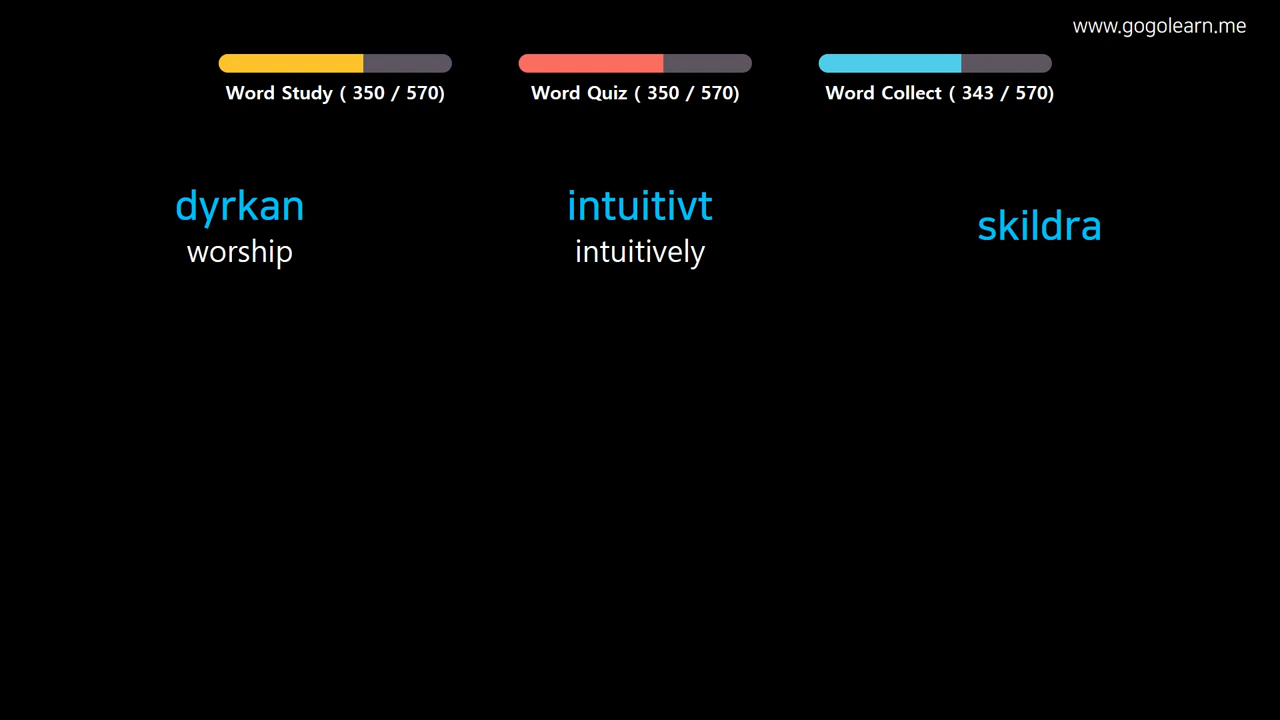 www.gogolearn.me
Word Study ( 350 / 570)
Word Quiz ( 350 / 570)
Word Collect ( 343 / 570)
dyrkan
worship
intuitivt
intuitively
skildra